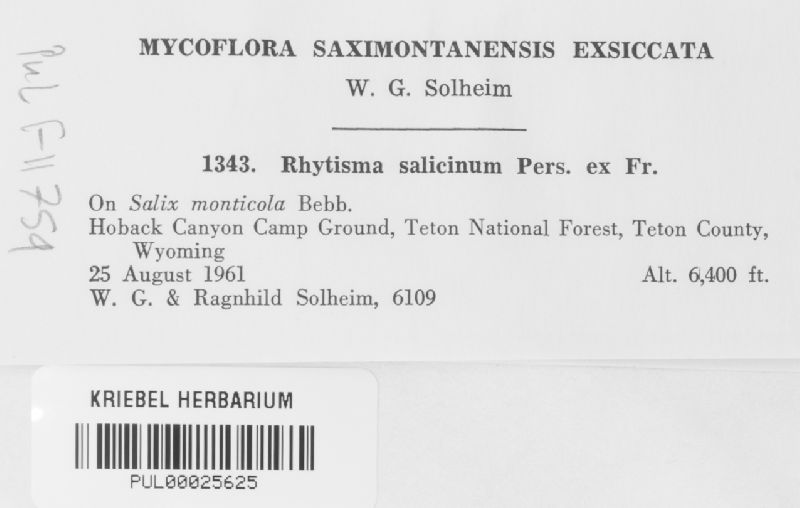 MYCOFLORA SAXIMONTANENSIS EXSICCATA
W. G. Solheim
1343. Rhytisma salicinum Pers. ex Fr.
On Salix monticola Bebb.
Hoback Canyon Camp Ground, Teton National Forest, Teton County,
Wyoming
25 August 1961 Alt. 6,400 ft.
W. G. & Ragnhild Solheim, 6109
Pul F-11759
KRIEBEL HERBARIUM
PUL00025625